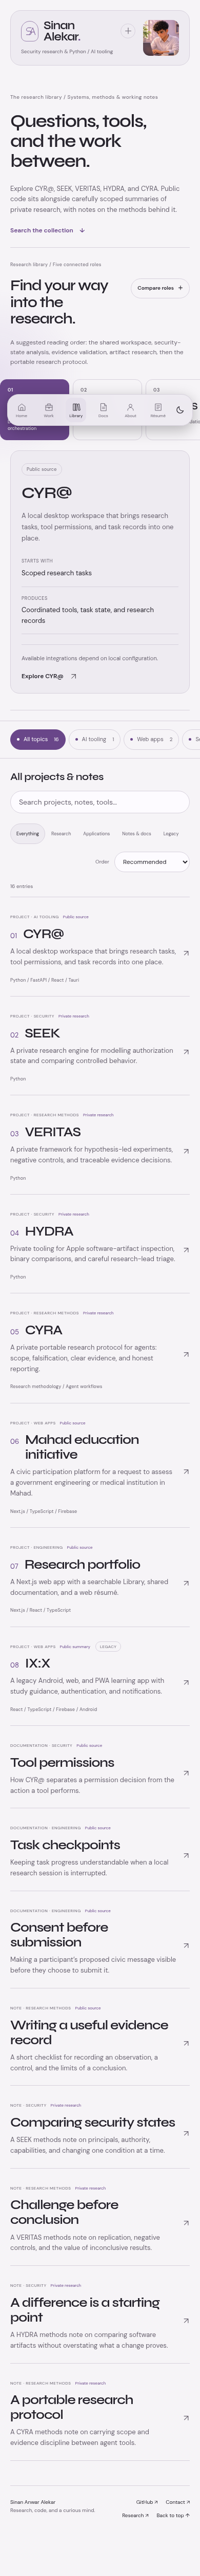 Sinan
Alekar.
Security research & Python / AI tooling
The research library / Systems, methods & working notes
Questions, tools,
and the work
between.
Explore CYR@, SEEK, VERITAS, HYDRA, and CYRA. Public
code sits alongside carefully scoped summaries of
private research, with notes on the methods behind it.
Search the collection ↓
Research library / Five connected roles
Find your way
into the
research.
Compare roles +
A suggested reading order: the shared workspace, security-
state analysis, evidence validation, artifact research, then the
portable research protocol.
01
02
03
Home
Work
Library
Docs
About
Résumé
orchestration
Public source
CYR@
A local desktop workspace that brings research
tasks, tool permissions, and task records into one
place.
STARTS WITH
Scoped research tasks
PRODUCES
Coordinated tools, task state, and research
records
Available integrations depend on local configuration.
Explore CYR@ ↗
All topics 16
AI tooling 1
Web apps 2
All projects & notes
Search projects, notes, tools...
Everything
Research
Applications
Notes & docs
Legacy
Order
Recommended
16 entries
PROJECT · AI TOOLING Public source
01 CYR@
A local desktop workspace that brings research tasks,
tool permissions, and task records into one place.
Python / FastAPI / React / Tauri
PROJECT · SECURITY Private research
02 SEEK
A private research engine for modelling authorization
state and comparing controlled behavior.
Python
PROJECT · RESEARCH METHODS Private research
03 VERITAS
A private framework for hypothesis-led experiments,
negative controls, and traceable evidence decisions.
Python
PROJECT · SECURITY Private research
04 HYDRA
Private tooling for Apple software-artifact inspection,
binary comparisons, and careful research-lead triage.
Python
PROJECT · RESEARCH METHODS Private research
05 CYRA
A private portable research protocol for agents:
scope, falsification, clear evidence, and honest
reporting.
Research methodology / Agent workflows
PROJECT · WEB APPS Public source
06 Mahad education
initiative
A civic participation platform for a request to assess
a government engineering or medical institution in
Mahad.
Next.js / TypeScript / Firebase
PROJECT · ENGINEERING Public source
07 Research portfolio
A Next.js web app with a searchable Library, shared
documentation, and a web résumé.
Next.js / React / TypeScript
PROJECT · WEB APPS Public summary LEGACY
08 IX:X
A legacy Android, web, and PWA learning app with
study guidance, authentication, and notifications.
React / TypeScript / Firebase / Android
DOCUMENTATION · SECURITY Public source
Tool permissions
How CYR@ separates a permission decision from the
action a tool performs.
DOCUMENTATION · ENGINEERING Public source
Task checkpoints
Keeping task progress understandable when a local
research session is interrupted.
DOCUMENTATION · ENGINEERING Public source
Consent before
submission
Making a participant's proposed civic message visible
before they choose to submit it.
NOTE · RESEARCH METHODS Public source
Writing a useful evidence
record
A short checklist for recording an observation, a
control, and the limits of a conclusion.
NOTE · SECURITY Private research
Comparing security states
A SEEK methods note on principals, authority,
capabilities, and changing one condition at a time.
NOTE · RESEARCH METHODS Private research
Challenge before
conclusion
A VERITAS methods note on replication, negative
controls, and the value of inconclusive results.
NOTE · SECURITY Private research
A difference is a starting
point
A HYDRA methods note on comparing software
artifacts without overstating what a change proves.
NOTE · RESEARCH METHODS Private research
A portable research
protocol
A CYRA methods note on carrying scope and
evidence discipline between agent tools.
Sinan Anwar Alekar
Research, code, and a curious mind.
GitHub ↗ Contact ↗
Research ↗ Back to top ↑